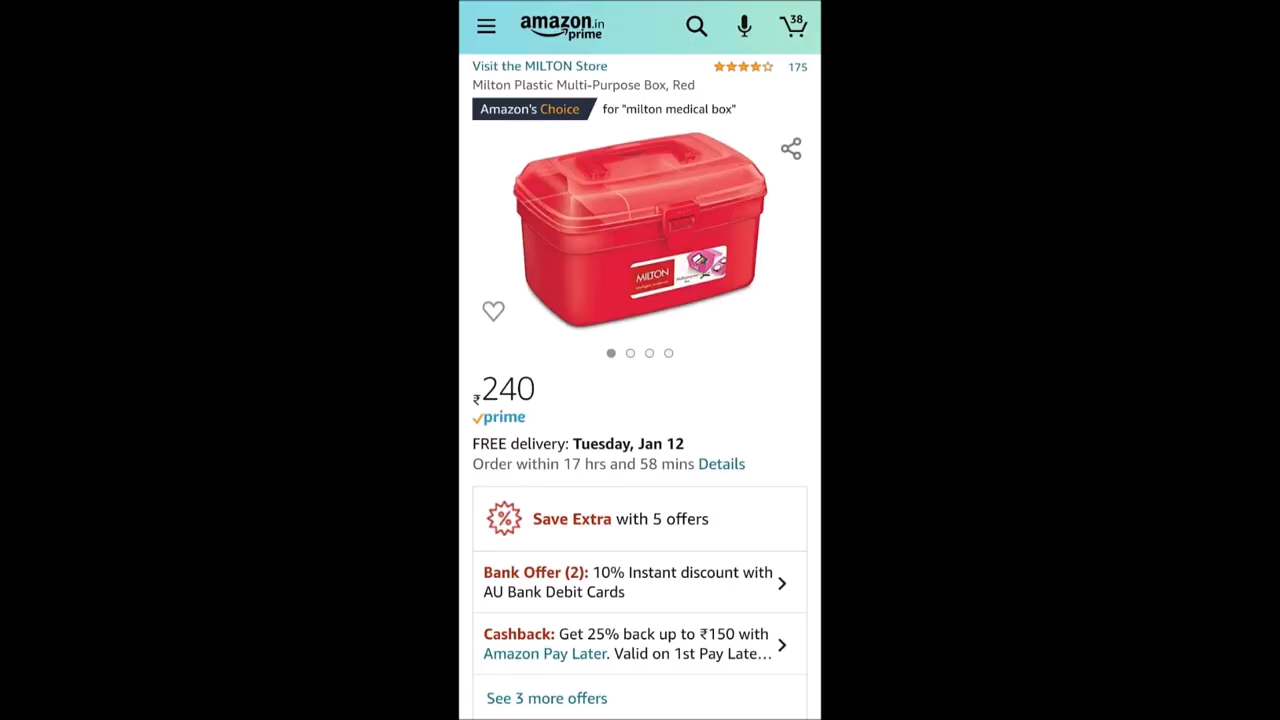 amazon.in
prime
38
Visit the MILTON Store
175
Milton Plastic Multi-Purpose Box, Red
Amazon's Choice for "milton medical box"
MILTON
₹240
prime
FREE delivery: Tuesday, Jan 12
Order within 17 hrs and 58 mins Details
Save Extra with 5 offers
Bank Offer (2): 10% Instant discount with
AU Bank Debit Cards
Cashback: Get 25% back up to ₹150 with
Amazon Pay Later. Valid on 1st Pay Late...
See 3 more offers